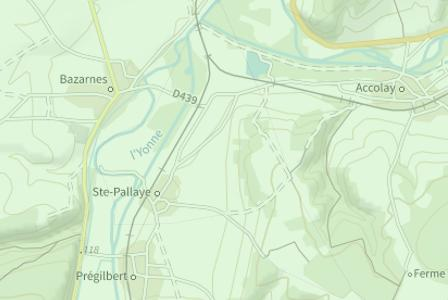 Bazarnes
D439
Accolay
l'Yonne
Ste-Pallaye
118
Prégilbert
Ferme